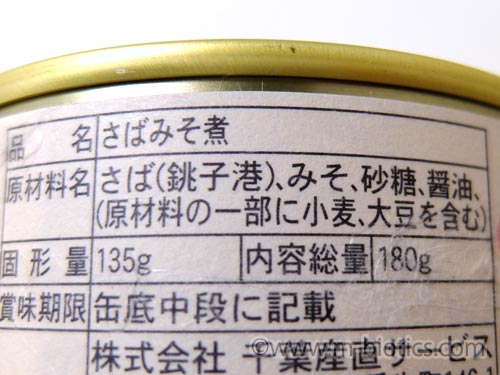 品名 さばみそ煮
原材料名 さば(銚子港)、みそ、砂糖、醤油、
(原材料の一部に小麦、大豆を含む)
固形量 135g 内容総量 180g
賞味期限 缶底中段に記載
株式会社 千葉産直サービス